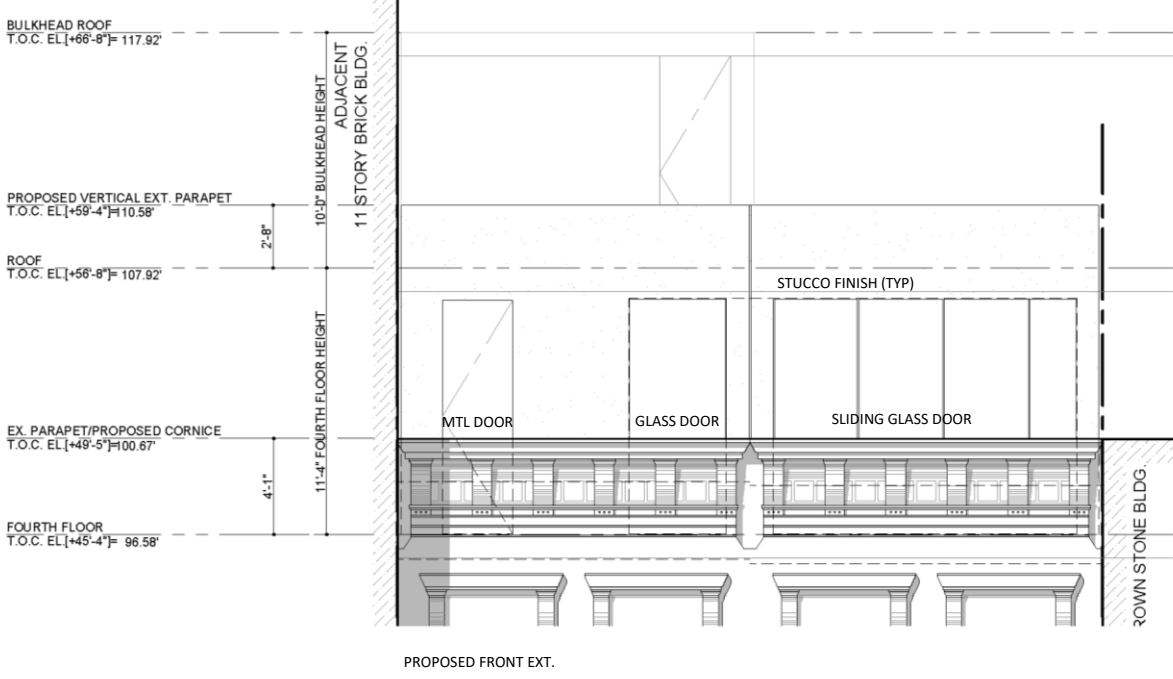 BULKHEAD ROOF
T.O.C. EL.[+66'-8"]= 117.92'
ADJACENT
11 STORY BRICK BLDG.
10'-0" BULKHEAD HEIGHT
PROPOSED VERTICAL EXT. PARAPET
T.O.C. EL.[+59'-4"]=110.58'
2'-8"
ROOF
T.O.C. EL.[+56'-8"]= 107.92'
STUCCO FINISH (TYP)
11'-4" FOURTH FLOOR HEIGHT
MTL DOOR
GLASS DOOR
SLIDING GLASS DOOR
EX. PARAPET/PROPOSED CORNICE
T.O.C. EL.[+49'-5"]=100.67'
4'-1"
FOURTH FLOOR
T.O.C. EL.[+45'-4"]= 96.58'
ROWN STONE BLDG.
PROPOSED FRONT EXT.